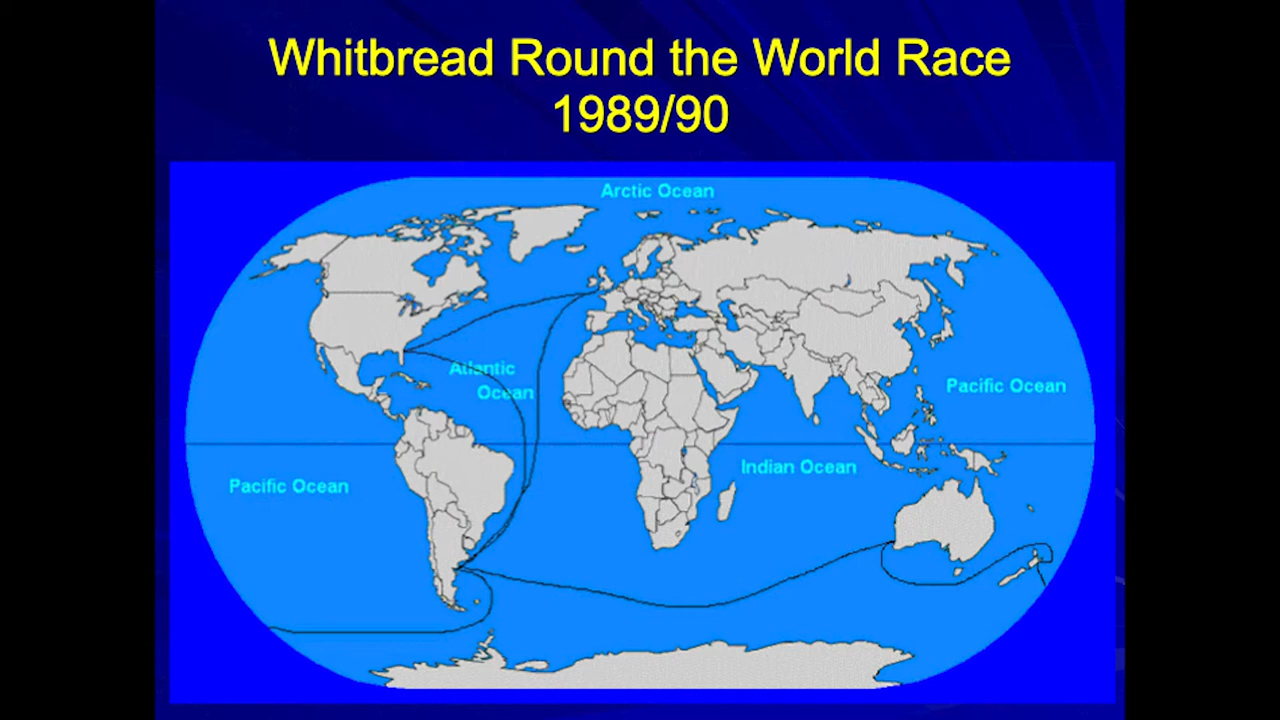 Whitbread Round the World Race
1989/90
Arctic Ocean
Atlantic
Ocean
Pacific Ocean
Indian Ocean
Pacific Ocean